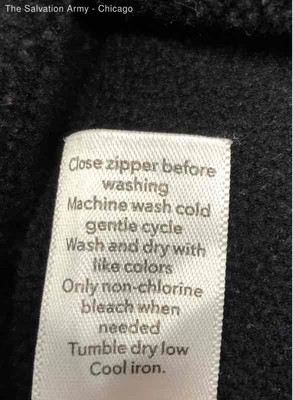 The Salvation Army - Chicago
Close zipper before
washing
Machine wash cold
gentle cycle
Wash and dry with
like colors
Only non-chlorine
bleach when
needed
Tumble dry low
Cool iron.